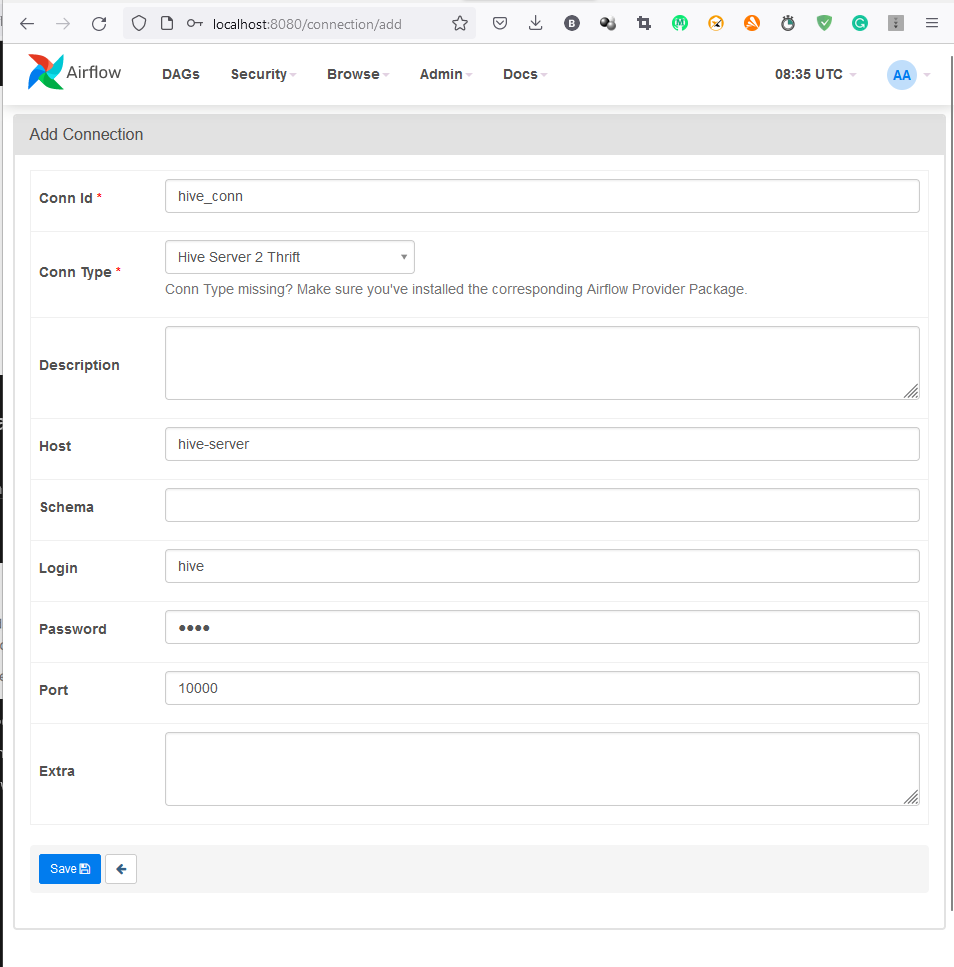 localhost:8080/connection/add
Airflow DAGs Security Browse Admin Docs 08:35 UTC AA
Add Connection
Conn Id * hive_conn
Conn Type * Hive Server 2 Thrift
Conn Type missing? Make sure you've installed the corresponding Airflow Provider Package.
Description
Host hive-server
Schema
Login hive
Password ●●●●
Port 10000
Extra
Save